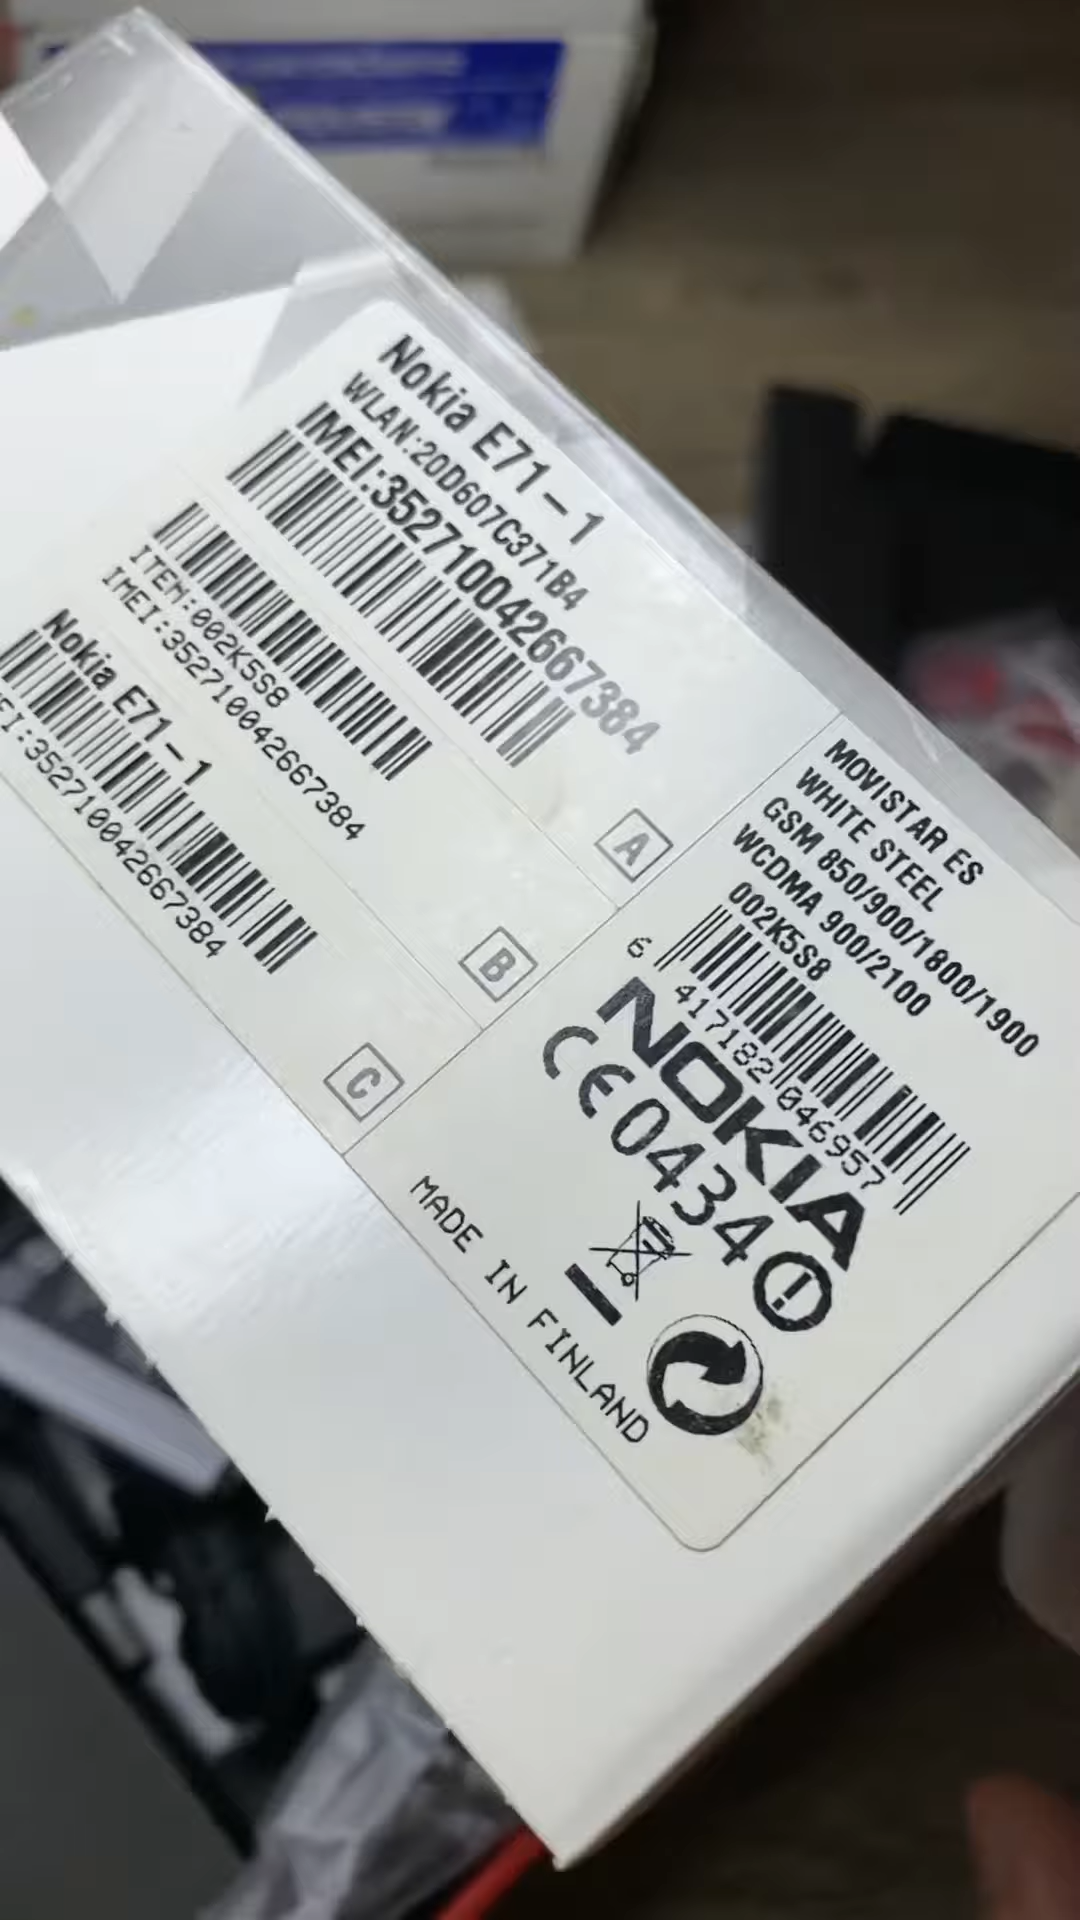 Nokia E71-1
WLAN:20D607C371B4
IMEI:352710042667384
A
ITEM:002K5S8
IMEI:352710042667384
B
Nokia E71-1
EI:352710042667384
C
MOVISTAR ES
WHITE STEEL
GSM 850/900/1800/1900
WCDMA 900/2100
002K5S8
6 417182 046957
NOKIA
CE0434
MADE IN FINLAND